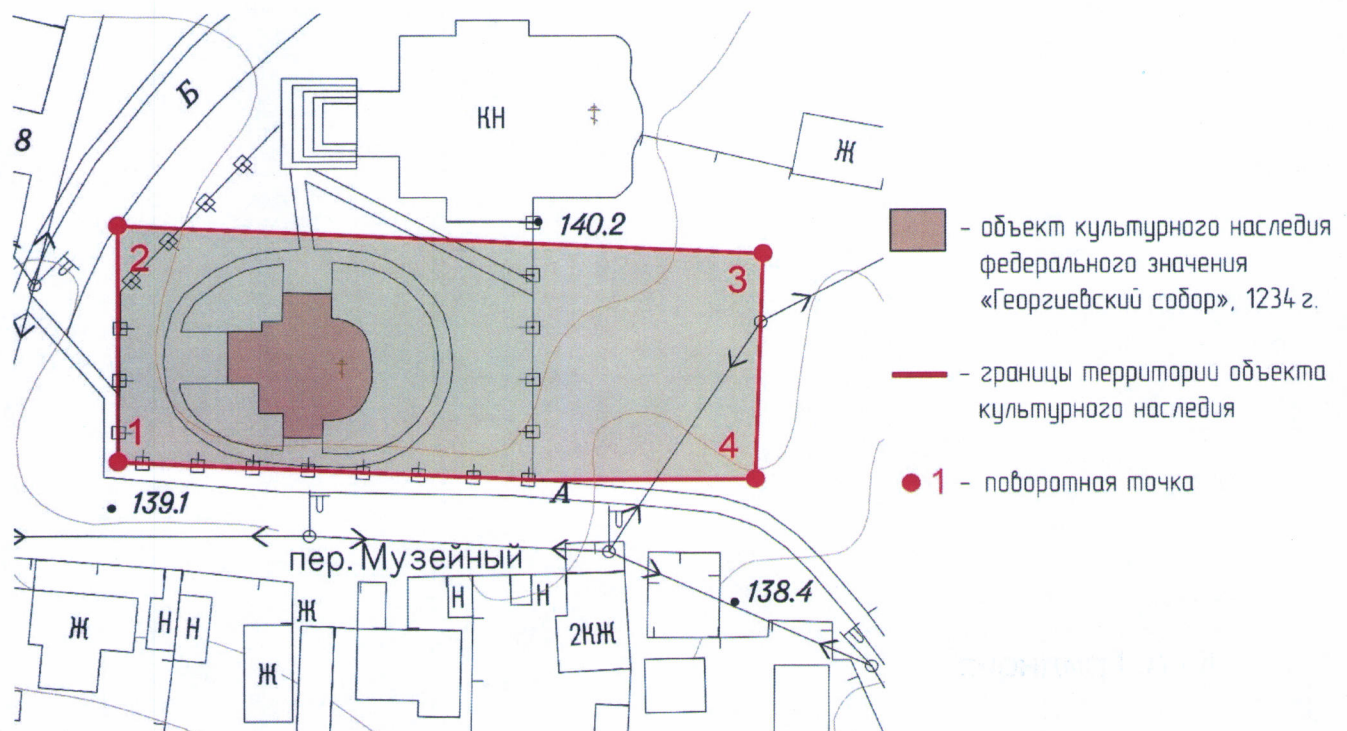 Б
КН
8
Ж
140.2
2
3
- объект культурного наследия
федерального значения
«Георгиевский собор», 1234 г.
- границы территории объекта
культурного наследия
1
4
А
1 - поворотная точка
139.1
пер. Музейный
138.4
Ж
Н
Н
Ж
Н
Н
2КЖ
Ж